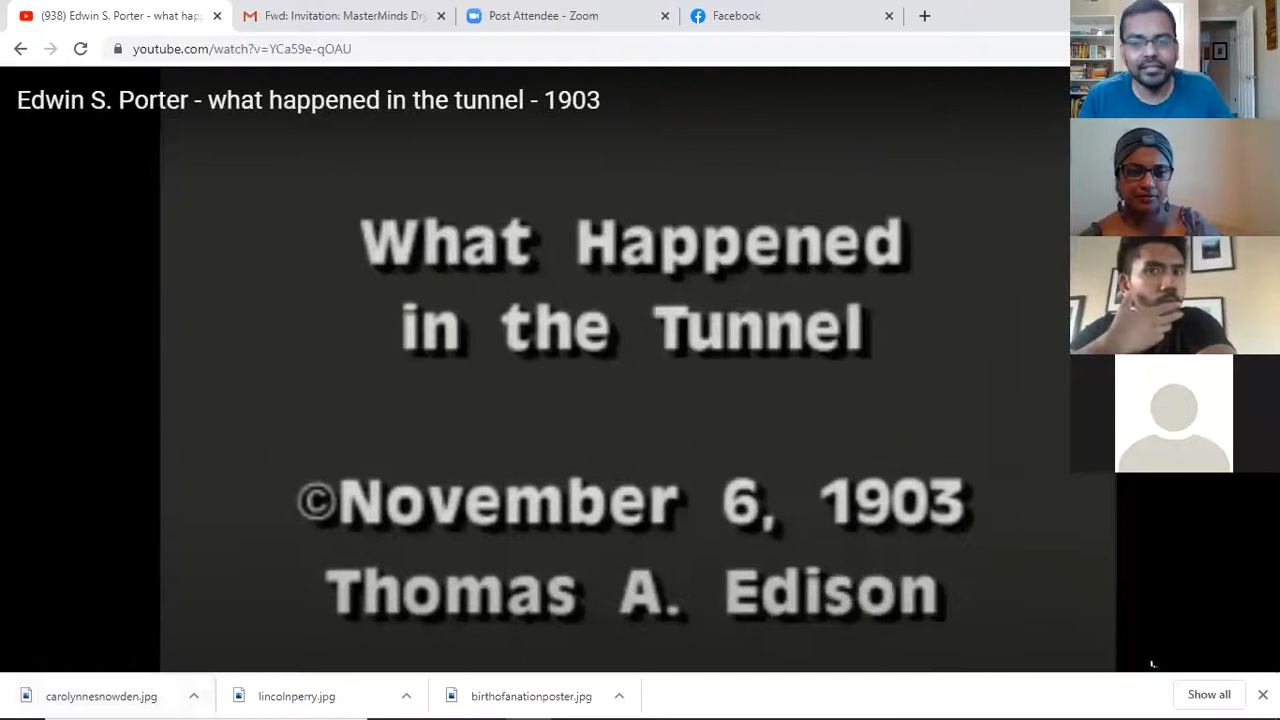 (938) Edwin S. Porter - what hap
Fwd: Invitation: MasterMinds Dry
Post Attendee - Zoom
Facebook
youtube.com/watch?v=YCa59e-qOAU
Edwin S. Porter - what happened in the tunnel - 1903
What Happened
in the Tunnel
©November 6, 1903
Thomas A. Edison
carolynnesnowden.jpg
lincolnperry.jpg
birthofanationposter.jpg
Show all